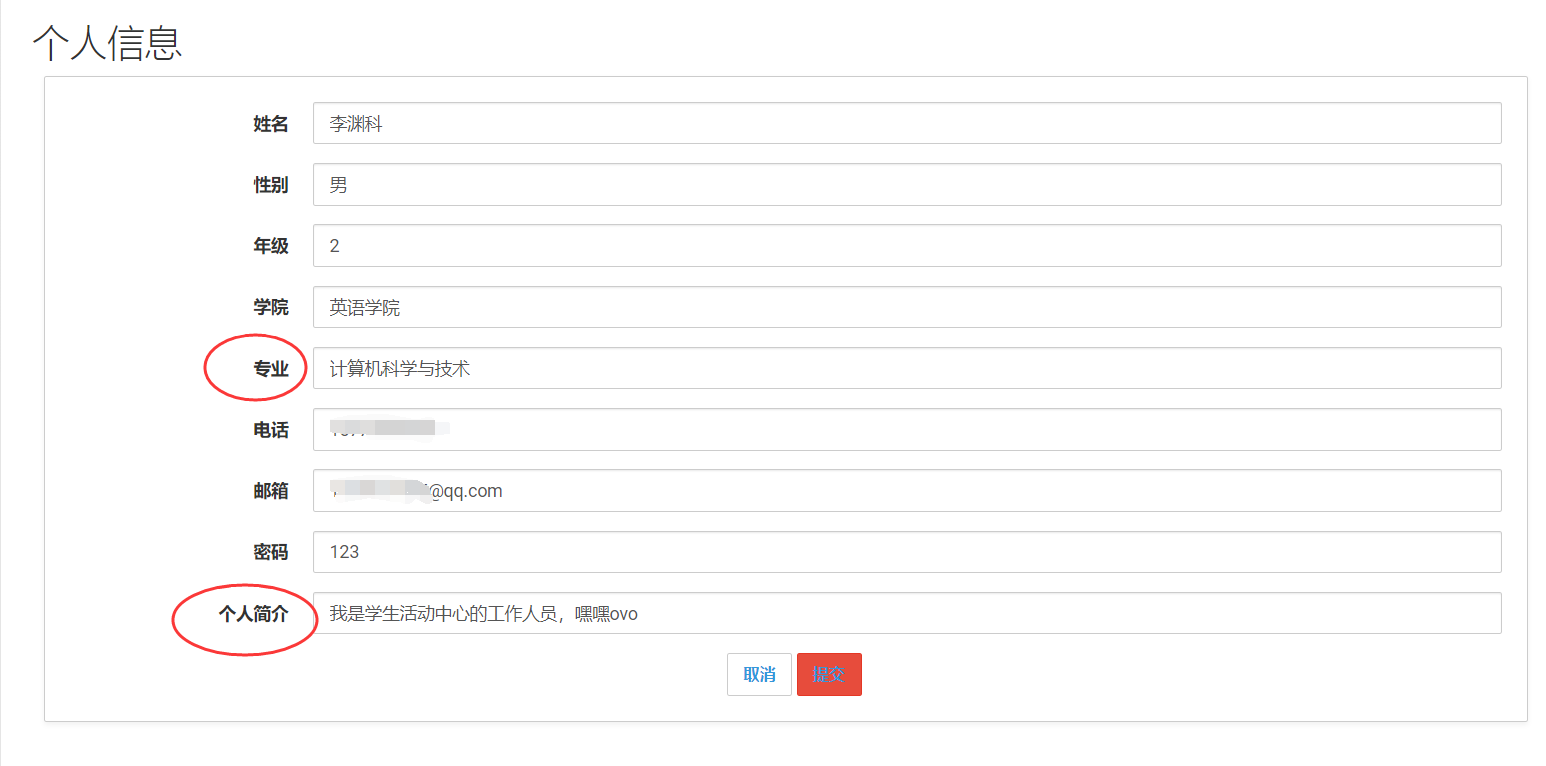 个人信息
姓名 李渊科
性别 男
年级 2
学院 英语学院
专业 计算机科学与技术
电话
邮箱 @qq.com
密码 123
个人简介 我是学生活动中心的工作人员，嘿嘿ovo
取消 提交